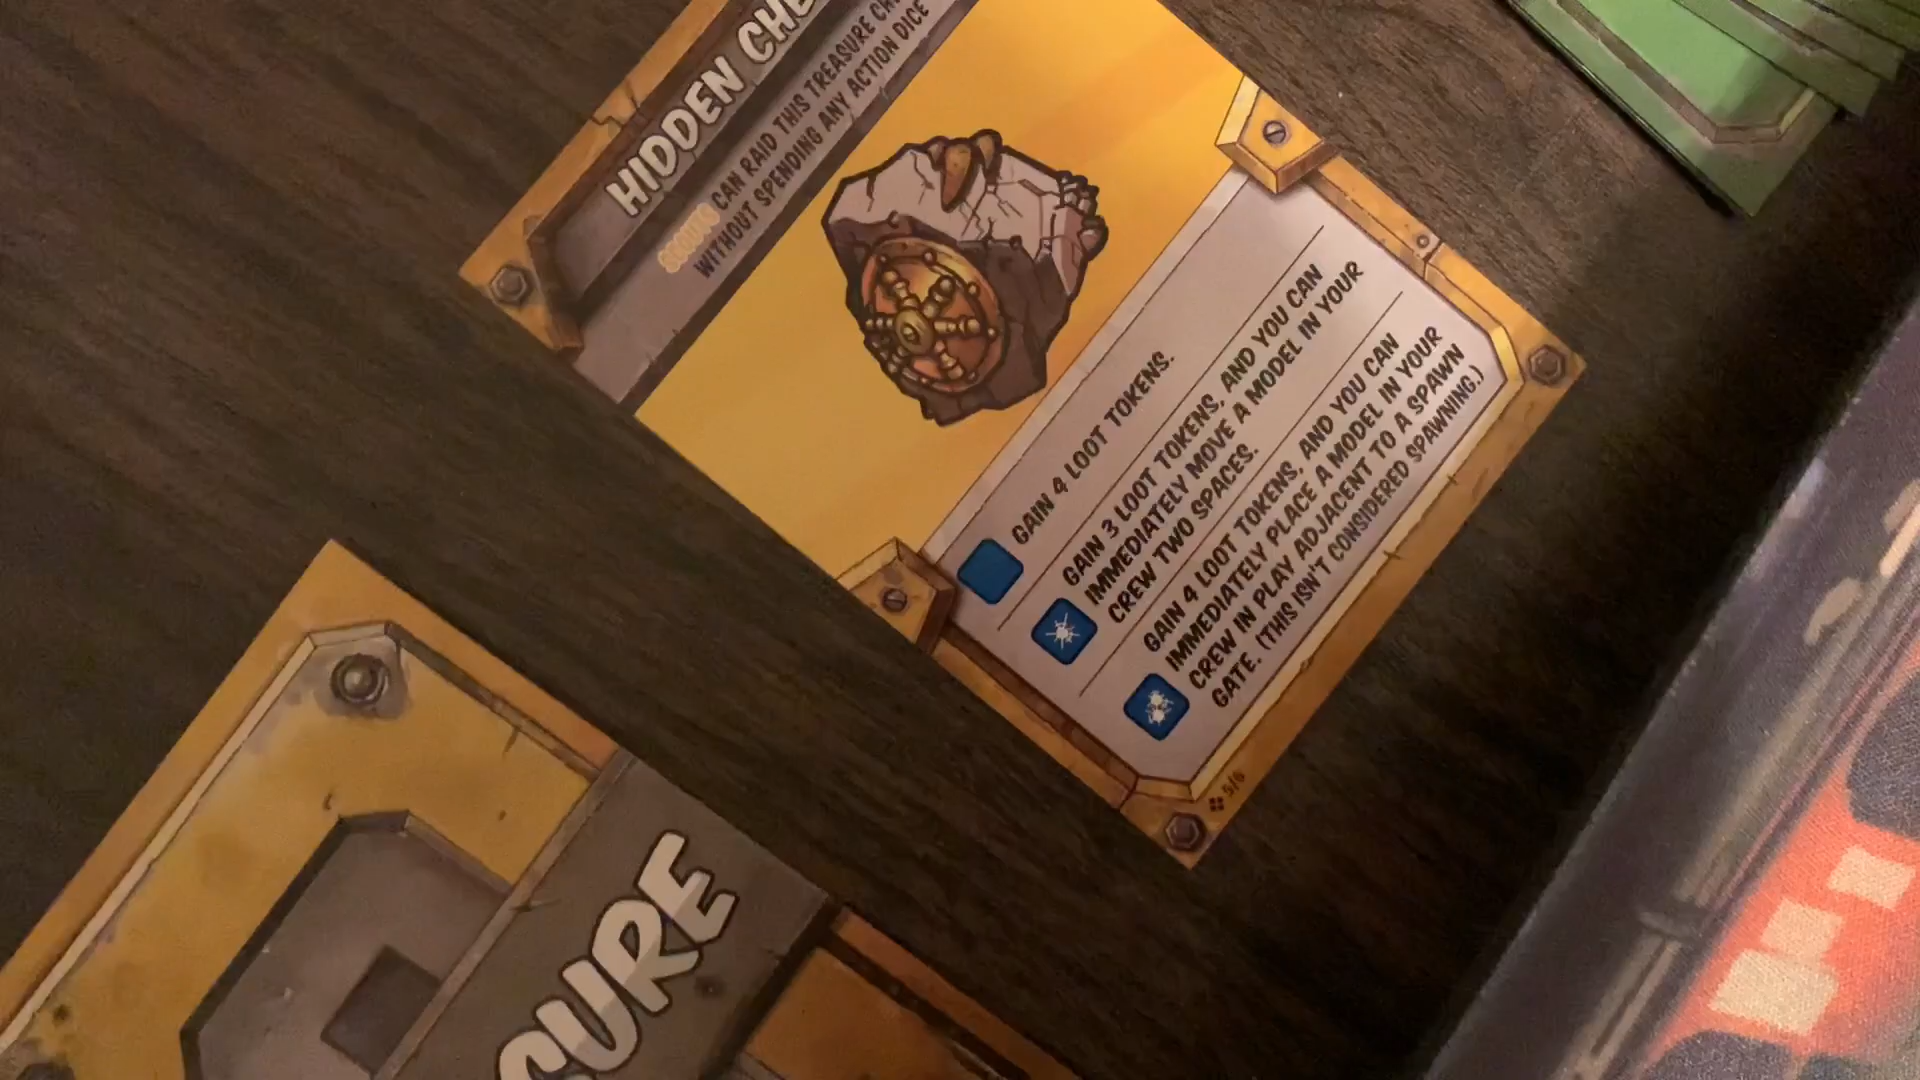 HIDDEN CHE
SCOUTS CAN RAID THIS TREASURE CH
WITHOUT SPENDING ANY ACTION DICE
GAIN 4 LOOT TOKENS.
GAIN 3 LOOT TOKENS, AND YOU CAN
IMMEDIATELY MOVE A MODEL IN YOUR
CREW TWO SPACES.
GAIN 4 LOOT TOKENS, AND YOU CAN
IMMEDIATELY PLACE A MODEL IN YOUR
CREW IN PLAY ADJACENT TO A SPAWN
GATE. (THIS ISN'T CONSIDERED SPAWNING.)
5/6
CURE